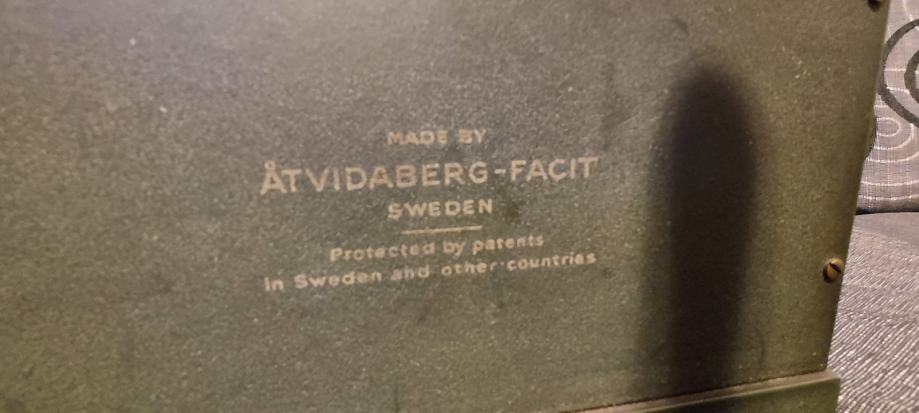 MADE BY
ÅTVIDABERG-FACIT
SWEDEN
Protected by patents
in Sweden and other countries